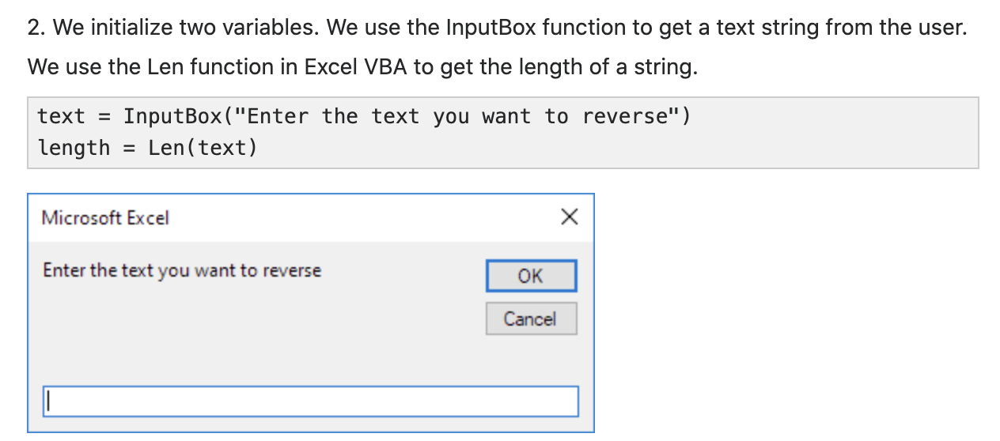 2. We initialize two variables. We use the InputBox function to get a text string from the user.
We use the Len function in Excel VBA to get the length of a string.
text = InputBox("Enter the text you want to reverse")
length = Len(text)
Microsoft Excel
Enter the text you want to reverse
OK
Cancel